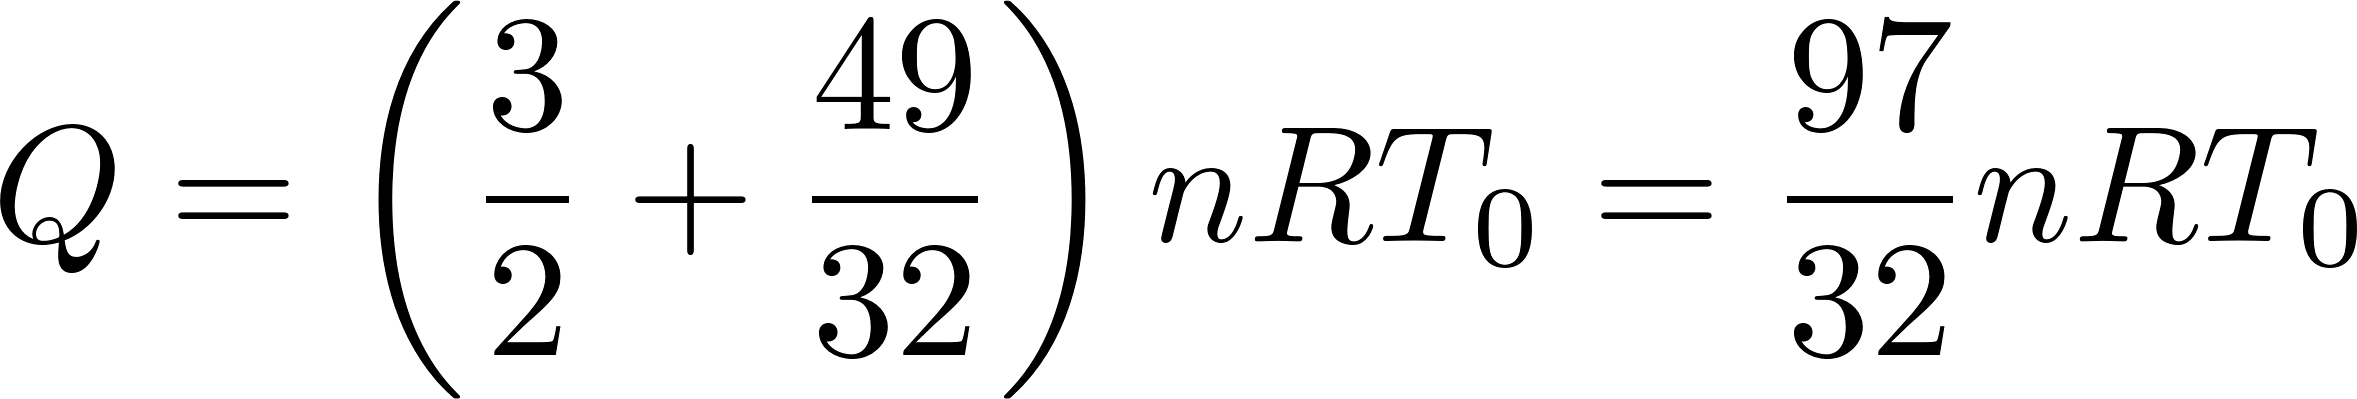 Q = (3/2 + 49/32) nRT₀ = 97/32 nRT₀